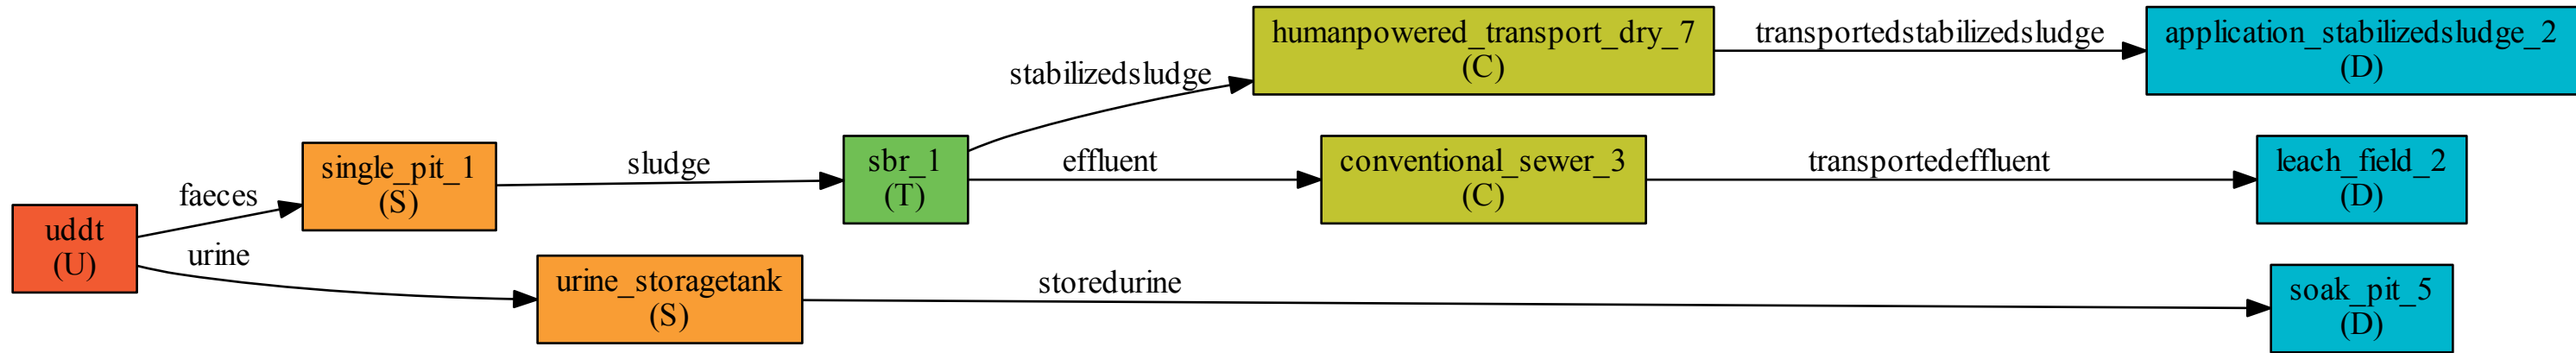 uddt
(U)
faeces
urine
single_pit_1
(S)
urine_storagetank
(S)
sludge
storedurine
sbr_1
(T)
stabilizedsludge
effluent
humanpowered_transport_dry_7
(C)
conventional_sewer_3
(C)
transportedstabilizedsludge
transportedeffluent
application_stabilizedsludge_2
(D)
leach_field_2
(D)
soak_pit_5
(D)